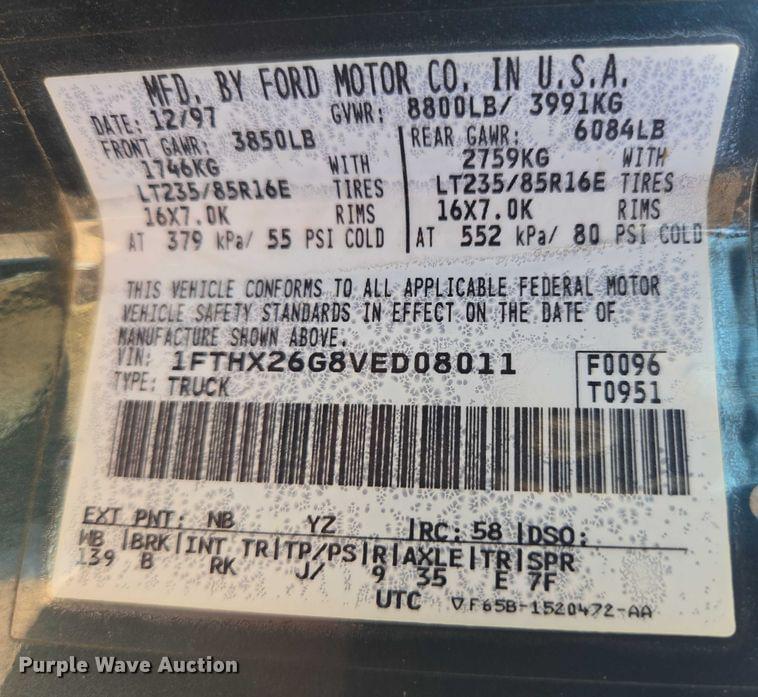 MFD. BY FORD MOTOR CO. IN U.S.A.
DATE: 12/97 GVWR: 8800LB/ 3991KG
FRONT GAWR: 3850LB REAR GAWR: 6084LB
1746KG WITH 2759KG WITH
LT235/85R16E TIRES LT235/85R16E TIRES
16X7.0K RIMS 16X7.0K RIMS
AT 379 kPa/ 55 PSI COLD AT 552 kPa/ 80 PSI COLD
THIS VEHICLE CONFORMS TO ALL APPLICABLE FEDERAL MOTOR
VEHICLE SAFETY STANDARDS IN EFFECT ON THE DATE OF
MANUFACTURE SHOWN ABOVE.
VIN: 1FTHX26G8VED08011 F0096
TYPE: TRUCK T0951
EXT PNT: NB YZ RC: 58 DSO:
WB BRK INT TR TP/PS R AXLE TR SPR
139 B RK J/ 9 35 E 7F
UTC ▽F65B-1520472-AA
Purple Wave Auction